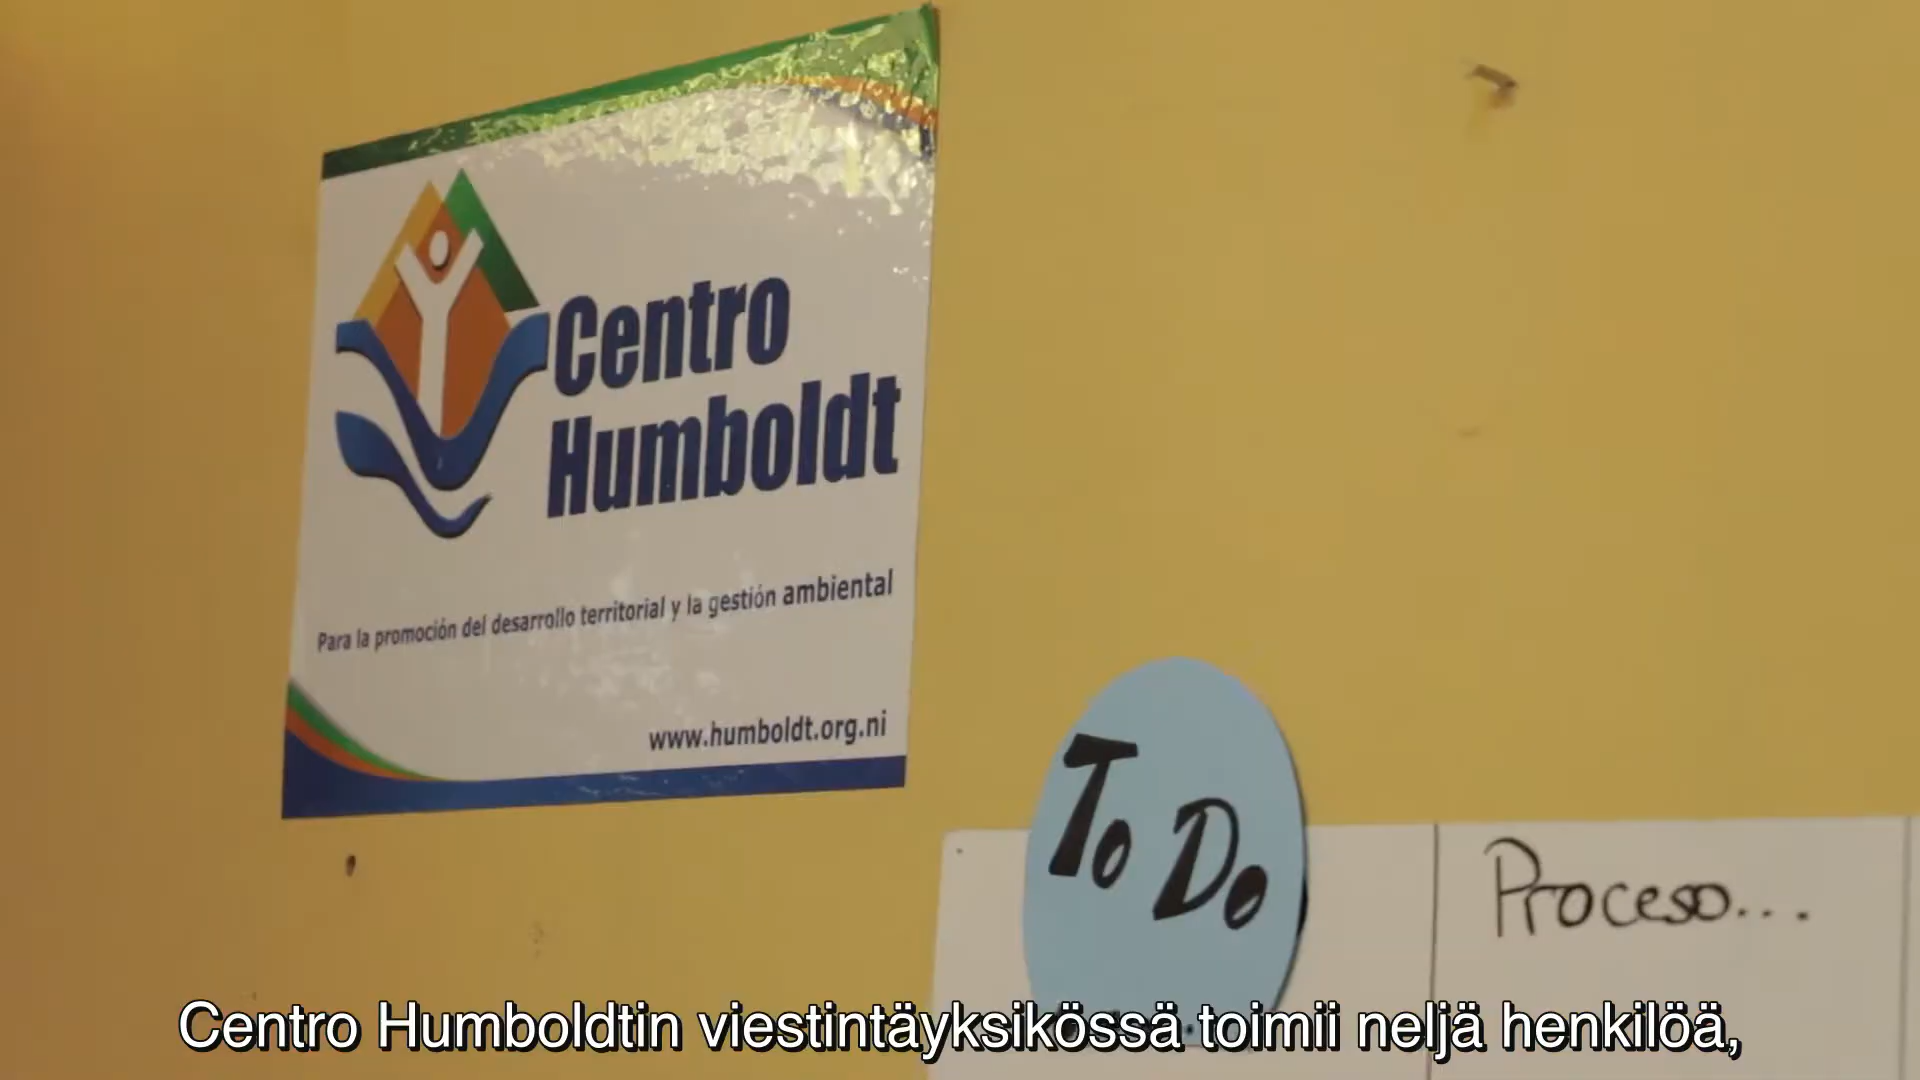 Centro
Humboldt
Para la promoción del desarrollo territorial y la gestión ambiental
www.humboldt.org.ni
To Do
Proceso...
Centro Humboldtin viestintäyksikössä toimii neljä henkilöä,